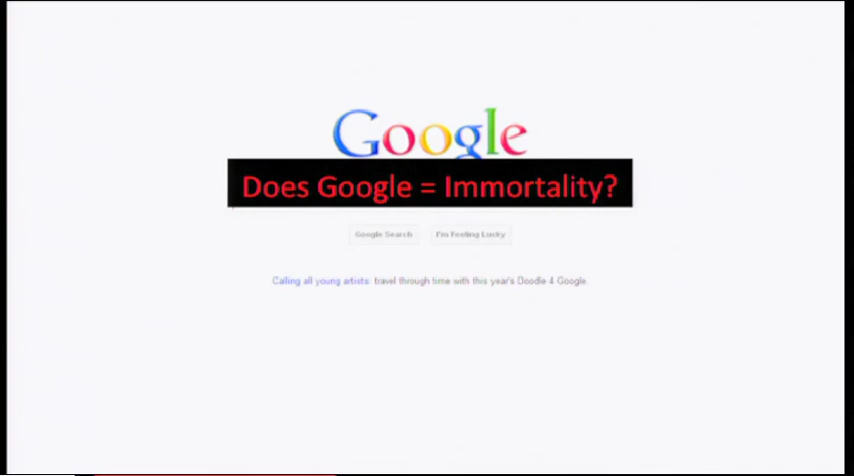 Google
Does Google = Immortality?
Google Search I'm Feeling Lucky
Calling all young artists: travel through time with this year's Doodle 4 Google.